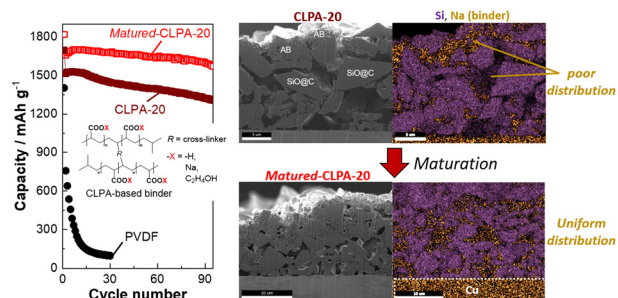 1800
1500
1200
900
600
300
0
Capacity / mAh g⁻¹
0
30
60
90
Cycle number
Matured-CLPA-20
CLPA-20
PVDF
COOX COOX
R
COOX COOX
R = cross-linker
-X = -H,
Na,
C2H4OH
CLPA-based binder
CLPA-20
AB
AB
SiO@C
SiO@C
Si, Na (binder)
poor
distribution
Maturation
Matured-CLPA-20
Uniform
distribution
Cu